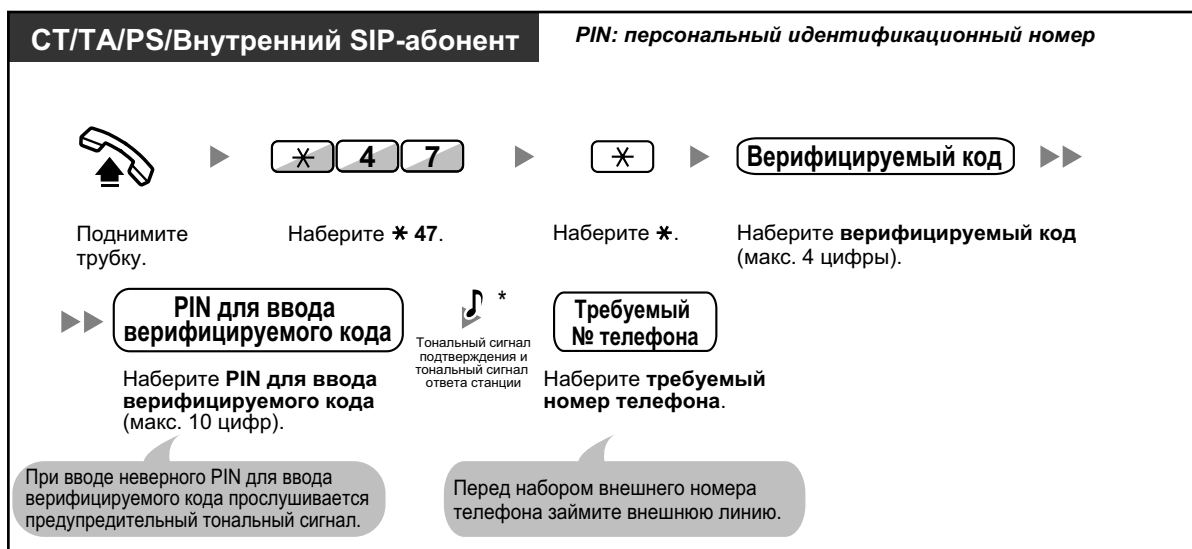 CT/TA/PS/Внутренний SIP-абонент
PIN: персональный идентификационный номер
✳ 4 7
✳
Верифицируемый код
Поднимите
трубку.
Наберите ✳ 47.
Наберите ✳.
Наберите верифицируемый код
(макс. 4 цифры).
PIN для ввода
верифицируемого кода
*
Тональный сигнал
подтверждения и
тональный сигнал
ответа станции
Требуемый
№ телефона
Наберите PIN для ввода
верифицируемого кода
(макс. 10 цифр).
Наберите требуемый
номер телефона.
При вводе неверного PIN для ввода
верифицируемого кода прослушивается
предупредительный тональный сигнал.
Перед набором внешнего номера
телефона займите внешнюю линию.